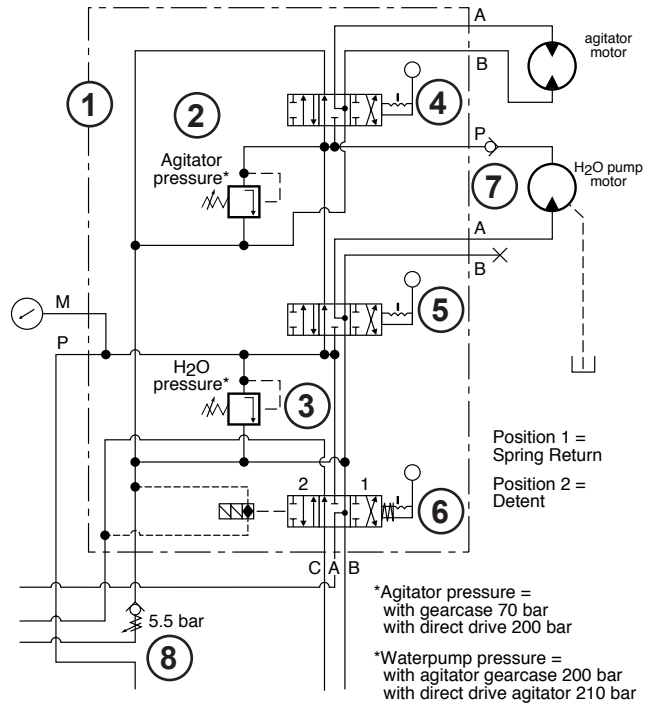 A
agitator
motor
B
1
2
4
Agitator
pressure*
P
7
H2O pump
motor
A
B
M
5
P
H2O
pressure*
3
Position 1 =
Spring Return
Position 2 =
Detent
2 1
6
C A B
5.5 bar
8
*Agitator pressure =
with gearcase 70 bar
with direct drive 200 bar
*Waterpump pressure =
with agitator gearcase 200 bar
with direct drive agitator 210 bar